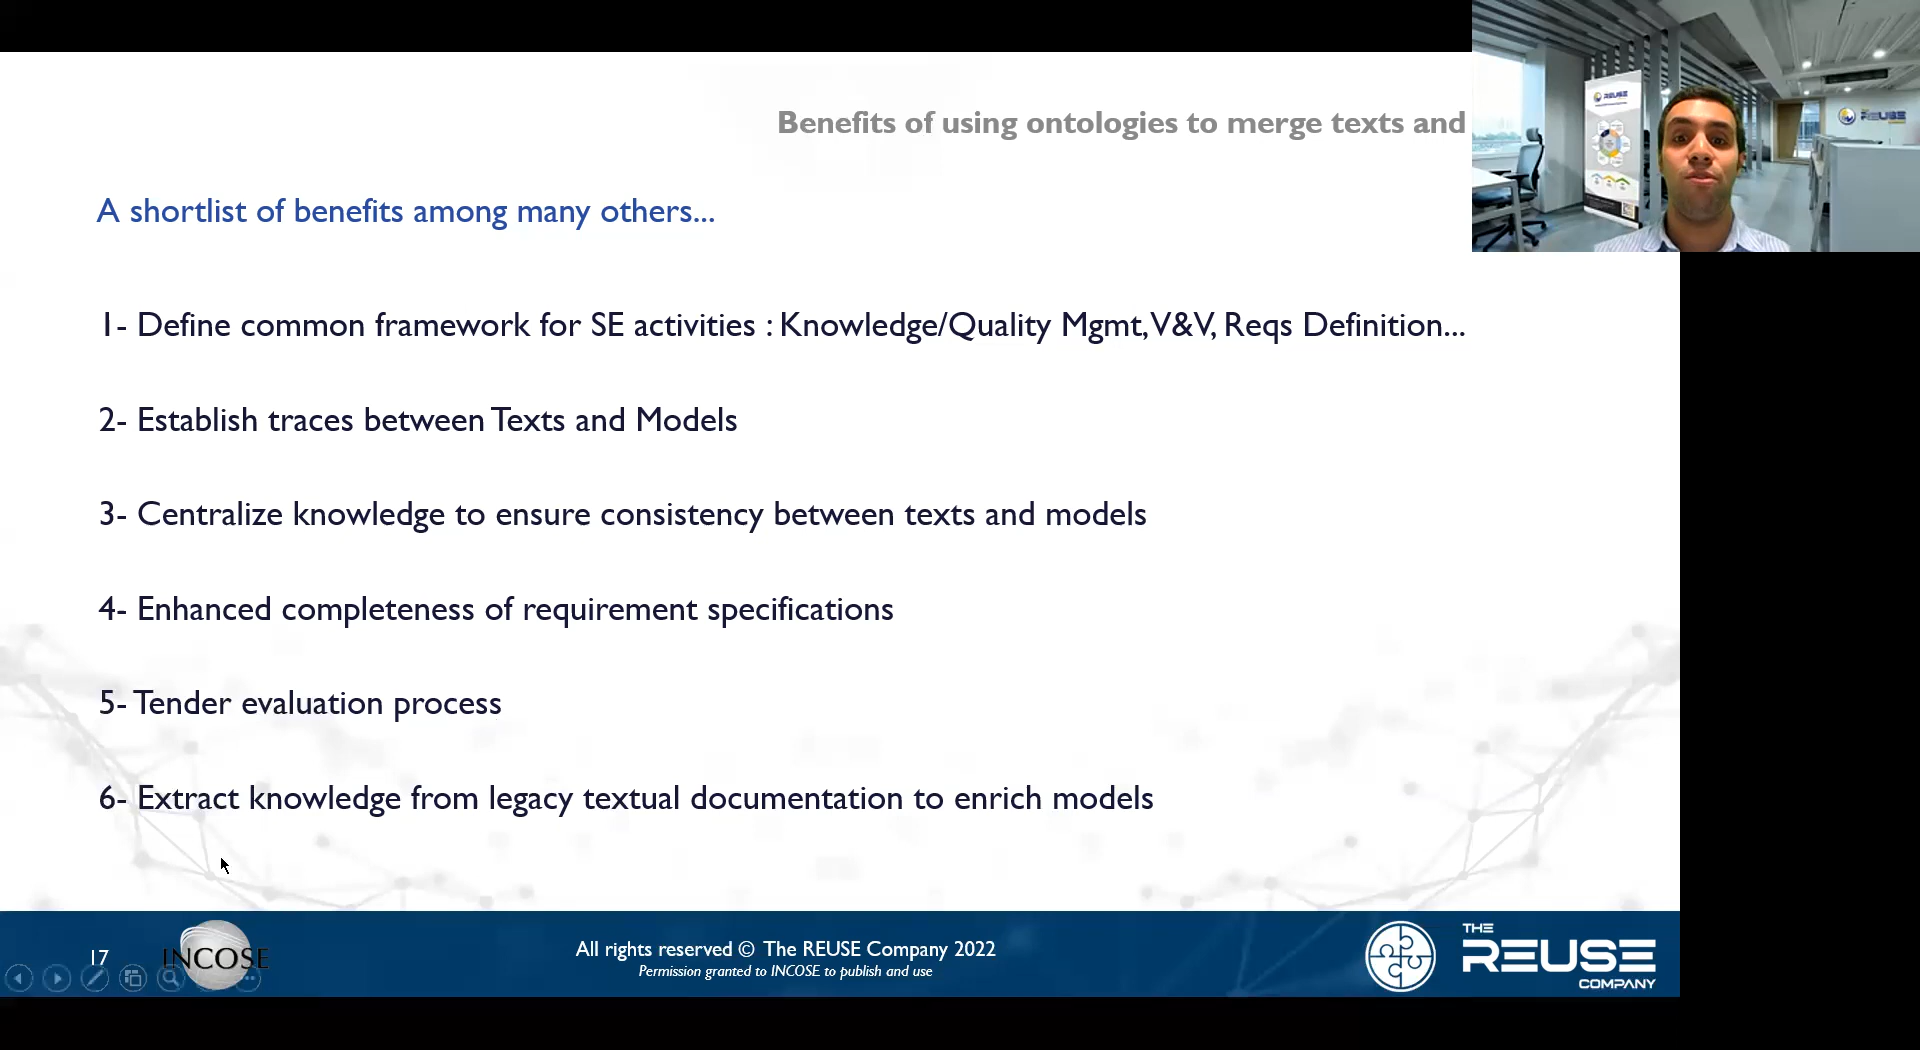 Benefits of using ontologies to merge texts and
A shortlist of benefits among many others...
1- Define common framework for SE activities : Knowledge/Quality Mgmt, V&V, Reqs Definition...
2- Establish traces between Texts and Models
3- Centralize knowledge to ensure consistency between texts and models
4- Enhanced completeness of requirement specifications
5- Tender evaluation process
6- Extract knowledge from legacy textual documentation to enrich models
17
INCOSE
All rights reserved © The REUSE Company 2022
Permission granted to INCOSE to publish and use
THE
REUSE
COMPANY
REUSE
REUSE